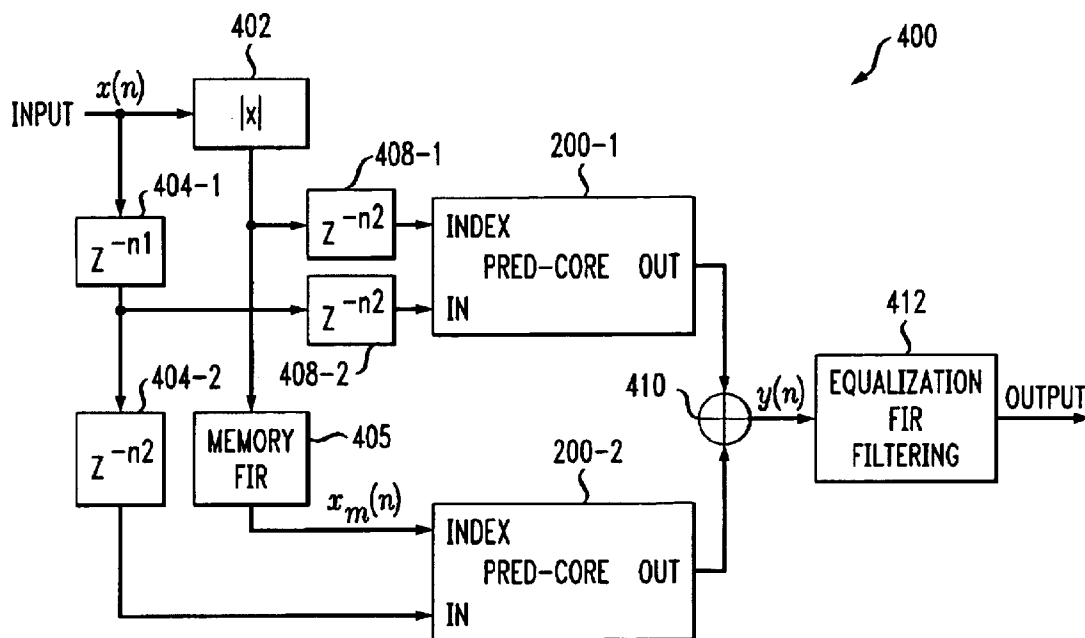 402
400
x(n)
INPUT
|x|
404-1
408-1
200-1
z^-n1
z^-n2
INDEX
PRED-CORE OUT
IN
z^-n2
408-2
412
404-2
410
y(n)
EQUALIZATION
FIR
FILTERING
OUTPUT
z^-n2
MEMORY
FIR
405
200-2
x_m(n)
INDEX
PRED-CORE OUT
IN